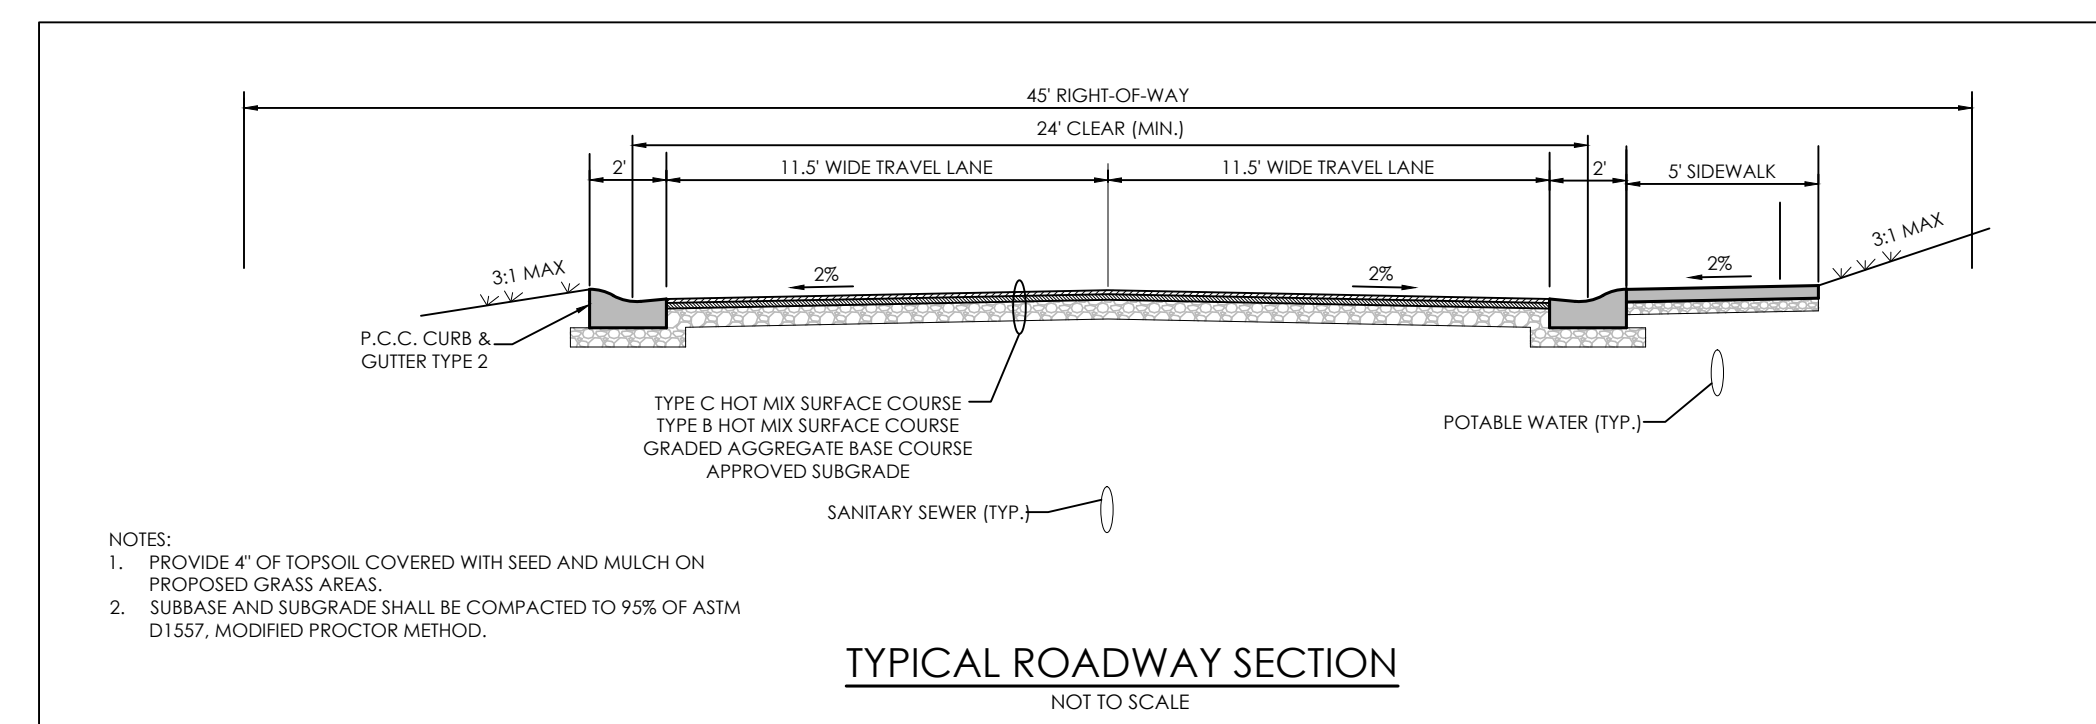 45' RIGHT-OF-WAY
24' CLEAR (MIN.)
2'
11.5' WIDE TRAVEL LANE
11.5' WIDE TRAVEL LANE
2'
5' SIDEWALK
3:1 MAX
2%
2%
2%
3:1 MAX
P.C.C. CURB &
GUTTER TYPE 2
TYPE C HOT MIX SURFACE COURSE
TYPE B HOT MIX SURFACE COURSE
GRADED AGGREGATE BASE COURSE
APPROVED SUBGRADE
POTABLE WATER (TYP.)
SANITARY SEWER (TYP.)
NOTES:
1. PROVIDE 4" OF TOPSOIL COVERED WITH SEED AND MULCH ON
PROPOSED GRASS AREAS.
2. SUBBASE AND SUBGRADE SHALL BE COMPACTED TO 95% OF ASTM
D1557, MODIFIED PROCTOR METHOD.
TYPICAL ROADWAY SECTION
NOT TO SCALE